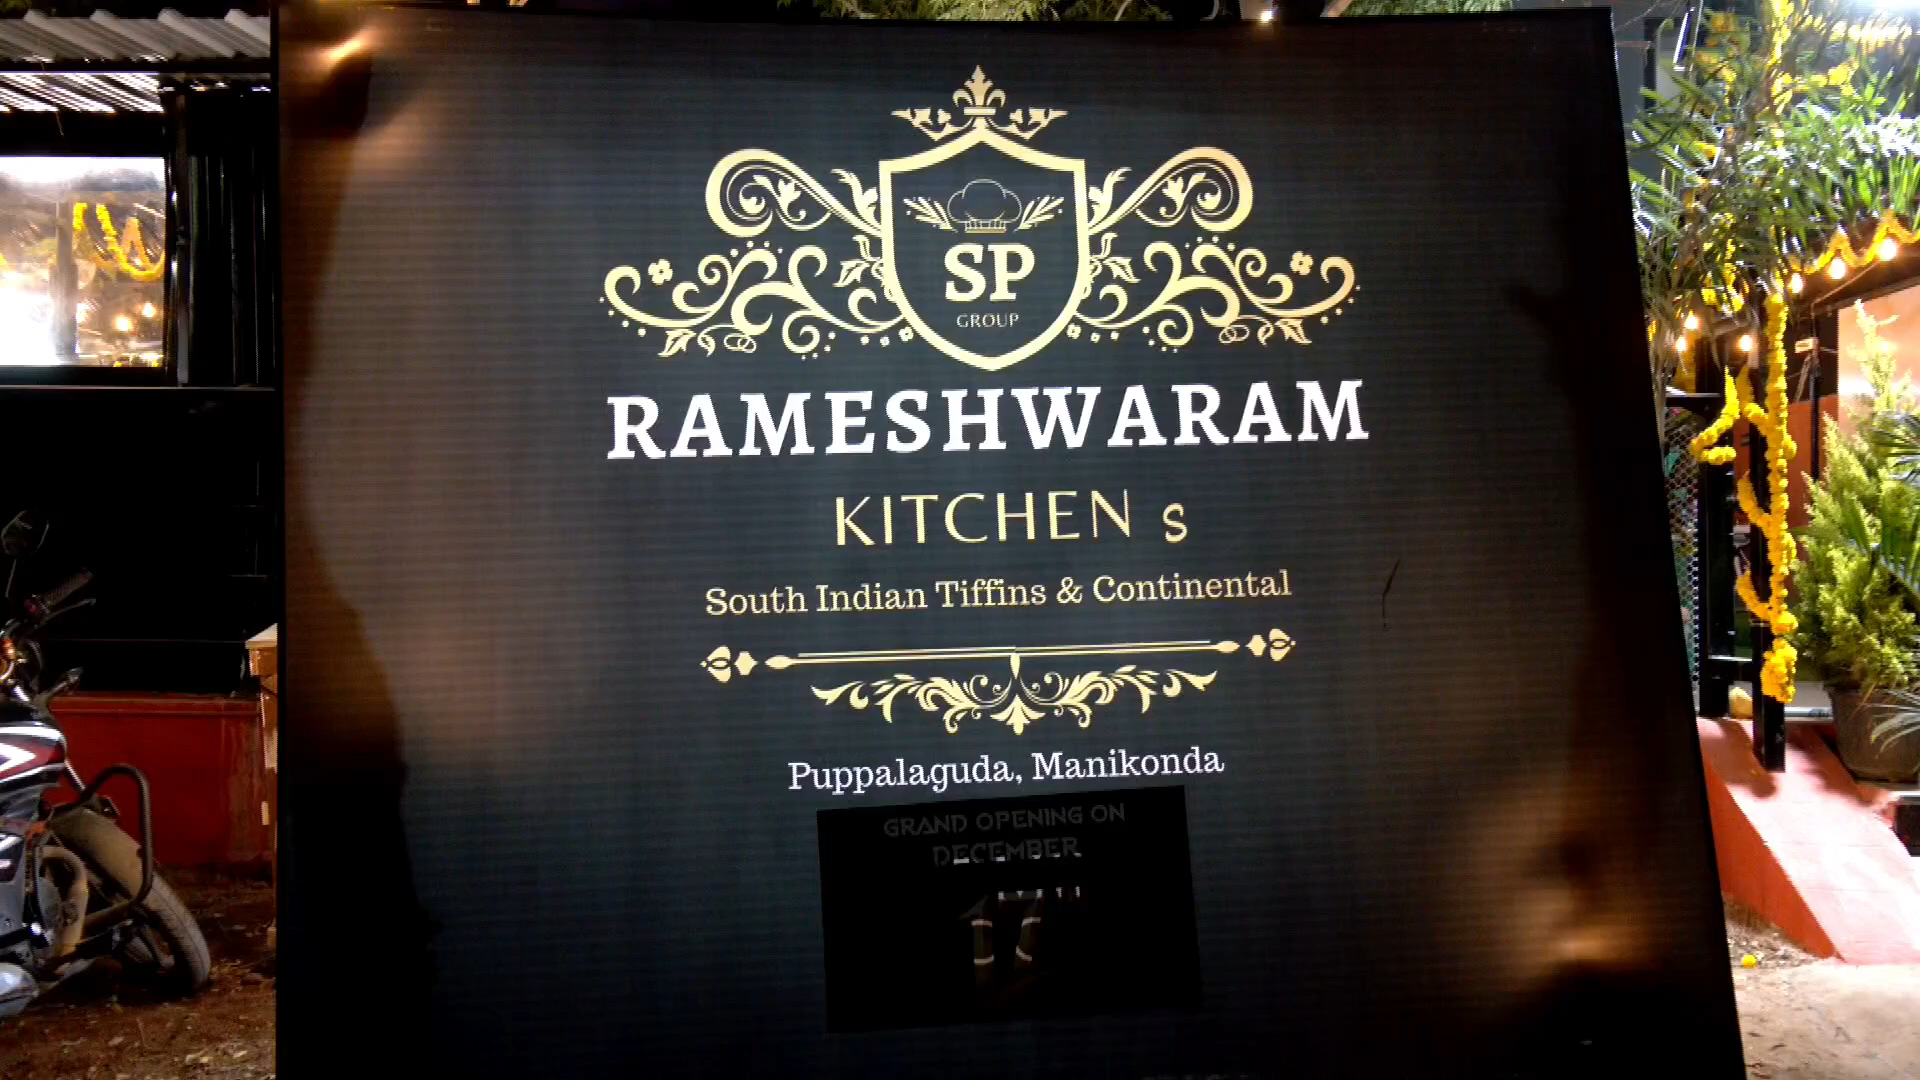 SP
GROUP
RAMESHWARAM
KITCHEN s
South Indian Tiffins & Continental
Puppalaguda, Manikonda
GRAND OPENING ON
DECEMBER
17TH